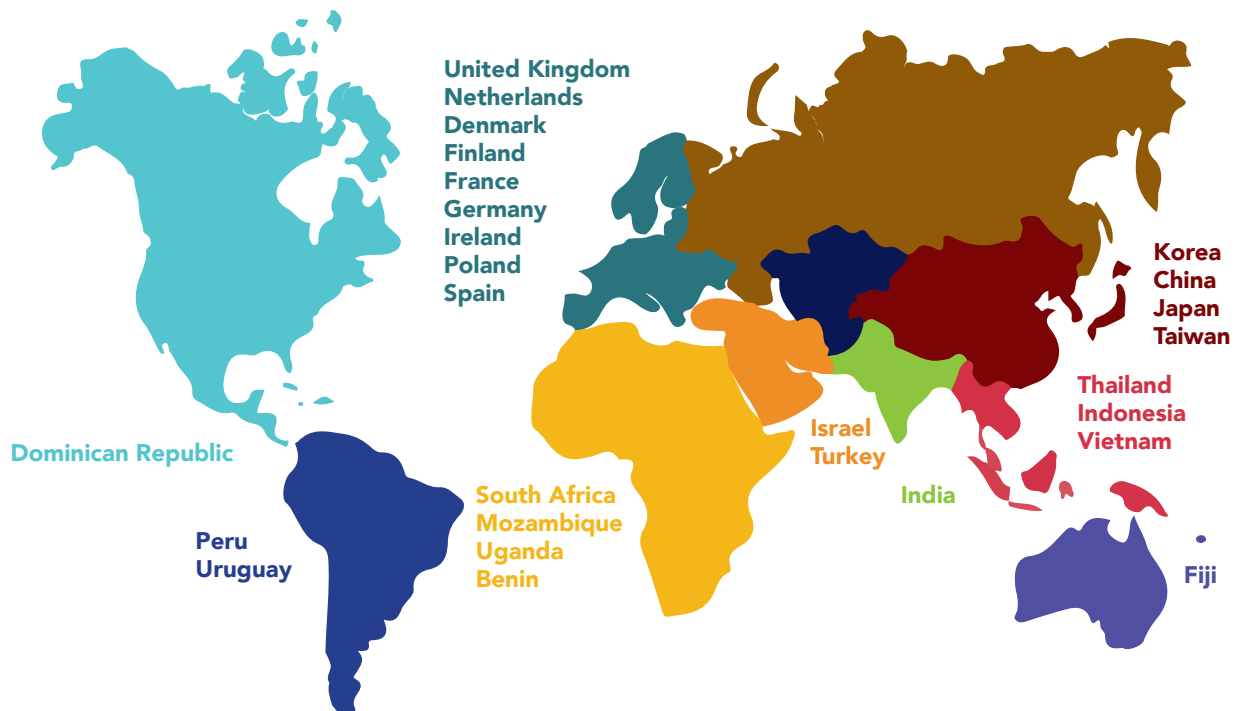 United Kingdom
Netherlands
Denmark
Finland
France
Germany
Ireland
Poland
Spain
Korea
China
Japan
Taiwan
Thailand
Indonesia
Vietnam
Dominican Republic
Israel
Turkey
India
South Africa
Mozambique
Uganda
Benin
Peru
Uruguay
Fiji